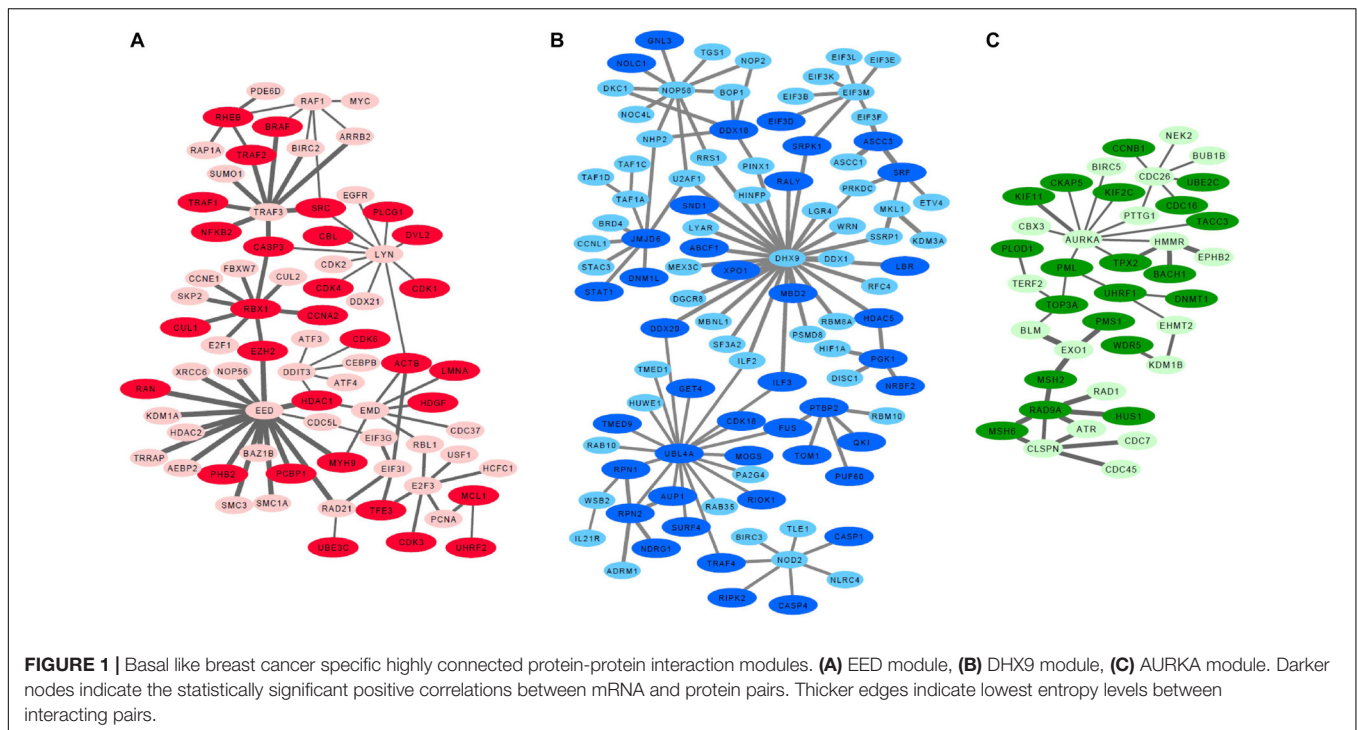 A
PDE6D
RAF1
MYC
RHEB
BRAF
ARRB2
RAP1A
TRAF2
BIRC2
SUMO1
EGFR
TRAF1
TRAF3
SRC
PLCG1
NFKB2
CBL
DVL2
CASP3
LYN
FBXW7
CUL2
CDK2
CCNE1
CDK4
CDK1
SKP2
RBX1
DDX21
CCNA2
CUL1
E2F1
ATF3
CDK6
EZH2
ACTB
XRCC6
NOP56
DDIT3
CEBPB
LMNA
RAN
ATF4
HDAC1
HDGF
KDM1A
EED
EMD
CDC5L
CDC37
HDAC2
EIF3G
RBL1
TRRAP
BAZ1B
USF1
AEBP2
PHB2
PCBP1
MYH9
EIF3I
HCFC1
E2F3
SMC3
SMC1A
MCL1
RAD21
TFE3
PCNA
UBE3C
CDK3
UHRF2
B
GNL3
TGS1
NOLC1
NOP2
EIF3L
EIF3E
DKC1
NOP58
BOP1
EIF3K
EIF3M
EIF3B
NOC4L
EIF3D
EIF3F
DDX18
NHP2
SRPK1
ASCC3
RRS1
PINX1
ASCC1
TAF1C
SRF
TAF1D
U2AF1
RALY
PRKDC
TAF1A
HINFP
ETV4
SND1
LGR4
MKL1
BRD4
LYAR
WRN
CCNL1
JMJD6
SSRP1
KDM3A
ABCF1
DHX9
DDX1
STAC3
MEX3C
XPO1
LBR
DNM1L
RFC4
STAT1
DGCR8
MBD2
MBNL1
RBM8A
HDAC5
DDX20
PSMD8
SF3A2
HIF1A
ILF2
PGK1
TMED1
DISC1
GET4
ILF3
NRBF2
HUWE1
PTBP2
TMED9
CDK18
RBM10
FUS
RAB10
UBL4A
MOGS
QKI
RPN1
TOM1
PA2G4
PUF60
WSB2
AUP1
RIOK1
RPN2
RAB35
IL21R
SURF4
TLE1
CASP1
NDRG1
BIRC3
TRAF4
NOD2
ADRM1
NLRC4
RIPK2
CASP4
C
NEK2
CCNB1
BUB1B
BIRC5
CDC26
CKAP5
KIF2C
UBE2C
KIF11
CDC16
PTTG1
TACC3
CBX3
AURKA
HMMR
PLOD1
EPHB2
PML
TPX2
BACH1
TERF2
UHRF1
TOP3A
DNMT1
PMS1
BLM
EHMT2
EXO1
WDR5
KDM1B
MSH2
RAD1
RAD9A
HUS1
MSH6
ATR
CLSPN
CDC7
CDC45
FIGURE 1 | Basal like breast cancer specific highly connected protein-protein interaction modules. (A) EED module, (B) DHX9 module, (C) AURKA module. Darker
nodes indicate the statistically significant positive correlations between mRNA and protein pairs. Thicker edges indicate lowest entropy levels between
interacting pairs.